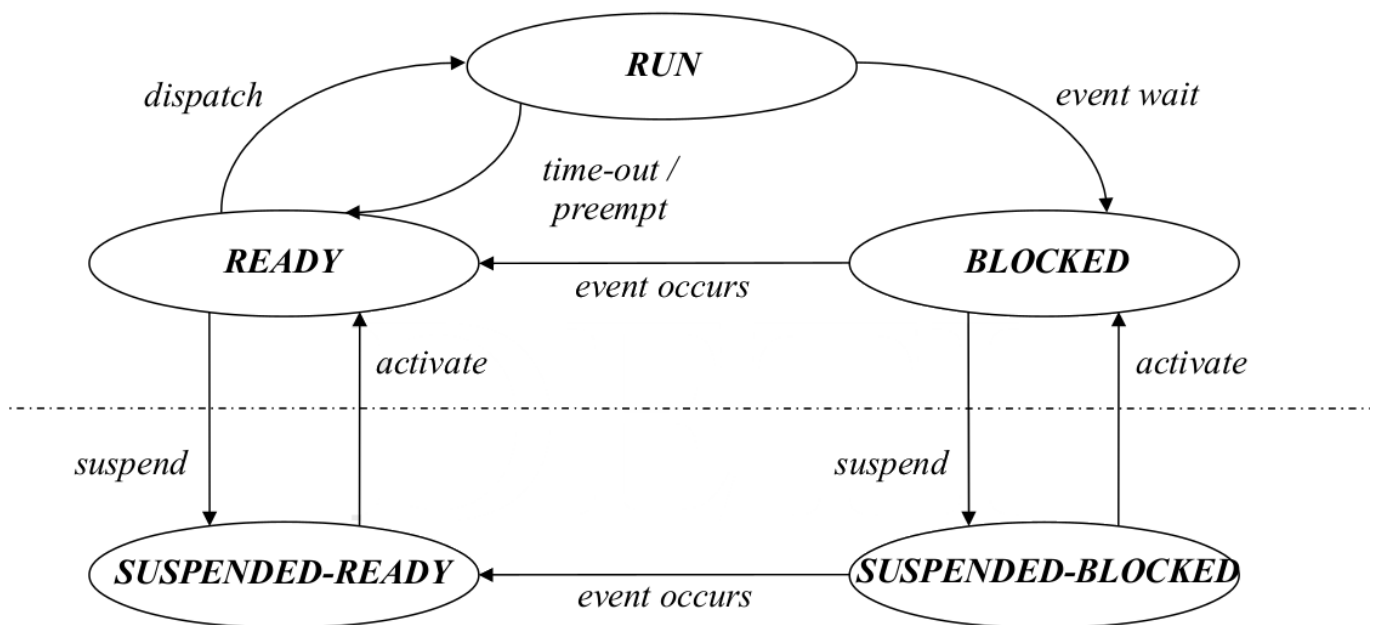 RUN
dispatch
event wait
time-out /
preempt
READY
BLOCKED
event occurs
activate
activate
suspend
suspend
SUSPENDED-READY
SUSPENDED-BLOCKED
event occurs